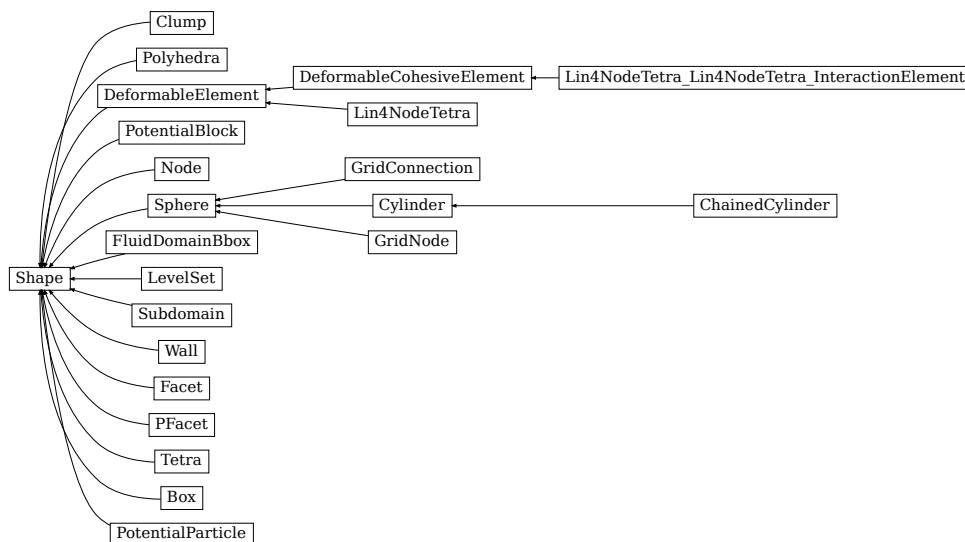 Clump
Polyhedra
DeformableCohesiveElement
Lin4NodeTetra_Lin4NodeTetra_InteractionElement
DeformableElement
Lin4NodeTetra
PotentialBlock
Node
GridConnection
Sphere
Cylinder
ChainedCylinder
FluidDomainBbox
GridNode
Shape
LevelSet
Subdomain
Wall
Facet
PFacet
Tetra
Box
PotentialParticle